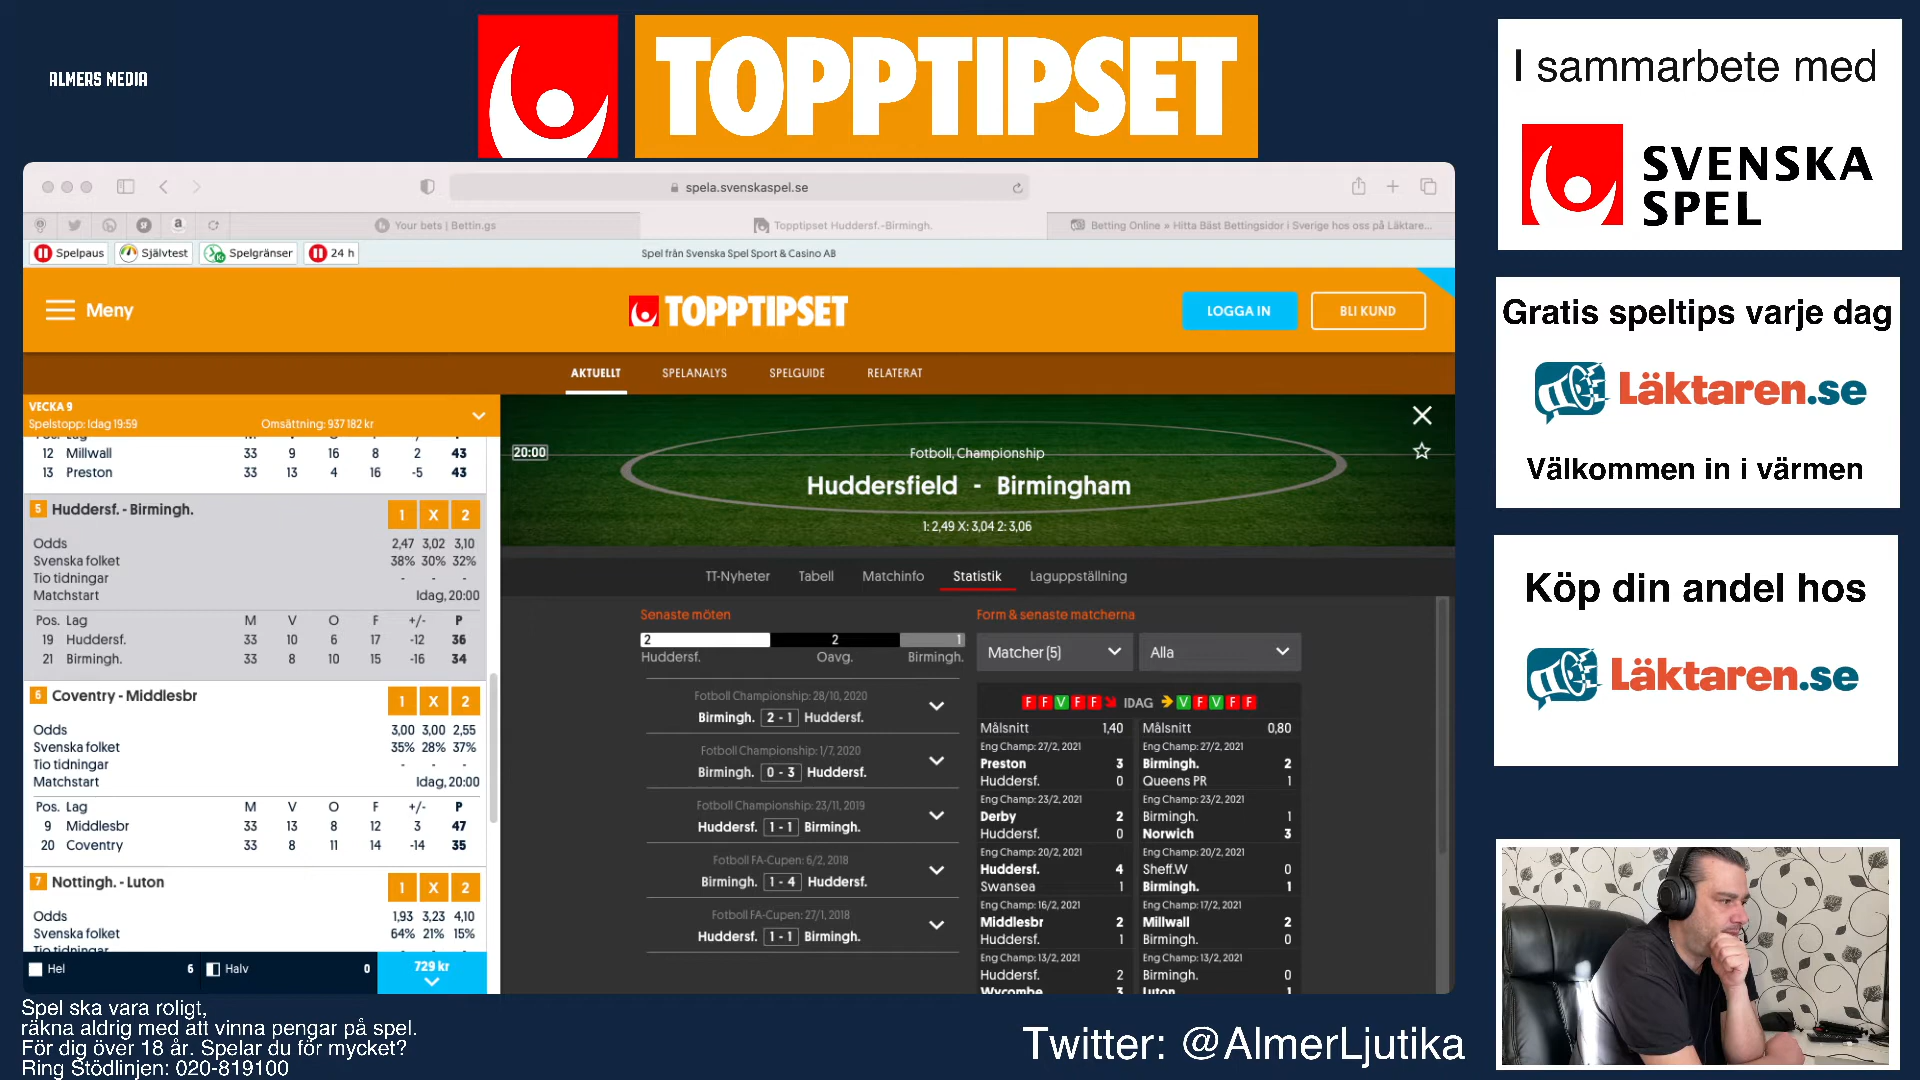 ALMERS MEDIA
TOPPTIPSET
I sammarbete med
SVENSKA
SPEL
Gratis speltips varje dag
Läktaren.se
Välkommen in i värmen
Köp din andel hos
Läktaren.se
spela.svenskaspel.se
Your bets | Bettin.gs
Topptipset Huddersf.-Birmingh.
Betting Online » Hitta Bäst Bettingsidor i Sverige hos oss på Läktare...
Spelpaus Självtest Spelgränser 24 h
Spel från Svenska Spel Sport & Casino AB
Meny
TOPPTIPSET
LOGGA IN
BLI KUND
AKTUELLT SPELANALYS SPELGUIDE RELATERAT
VECKA 9
Spelstopp: Idag 19:59 Omsättning: 937 182 kr
12 Millwall 33 9 16 8 2 43
13 Preston 33 13 4 16 -5 43
5 Huddersf. - Birmingh. 1 X 2
Odds 2,47 3,02 3,10
Svenska folket 38% 30% 32%
Tio tidningar - - -
Matchstart Idag, 20:00
Pos. Lag M V O F +/- P
19 Huddersf. 33 10 6 17 -12 36
21 Birmingh. 33 8 10 15 -16 34
6 Coventry - Middlesbr 1 X 2
Odds 3,00 3,00 2,55
Svenska folket 35% 28% 37%
Tio tidningar - - -
Matchstart Idag, 20:00
Pos. Lag M V O F +/- P
9 Middlesbr 33 13 8 12 3 47
20 Coventry 33 8 11 14 -14 35
7 Nottingh. - Luton 1 X 2
Odds 1,93 3,23 4,10
Svenska folket 64% 21% 15%
Tio tidningar
Hel 6 Halv 0 729 kr
20:00
Fotboll, Championship
Huddersfield - Birmingham
1: 2,49 X: 3,04 2: 3,06
TT-Nyheter Tabell Matchinfo Statistik Laguppställning
Senaste möten
2 2 1
Huddersf. Oavg. Birmingh.
Fotboll Championship: 28/10, 2020
Birmingh. 2 - 1 Huddersf.
Fotboll Championship: 1/7, 2020
Birmingh. 0 - 3 Huddersf.
Fotboll Championship: 23/11, 2019
Huddersf. 1 - 1 Birmingh.
Fotboll FA-Cupen: 6/2, 2018
Birmingh. 1 - 4 Huddersf.
Fotboll FA-Cupen: 27/1, 2018
Huddersf. 1 - 1 Birmingh.
Form & senaste matcherna
Matcher (5) Alla
F F V F F IDAG V F V F F
Målsnitt 1,40 Målsnitt 0,80
Eng Champ: 27/2, 2021 Eng Champ: 27/2, 2021
Preston 3 Birmingh. 2
Huddersf. 0 Queens PR 1
Eng Champ: 23/2, 2021 Eng Champ: 23/2, 2021
Derby 2 Birmingh. 1
Huddersf. 0 Norwich 3
Eng Champ: 20/2, 2021 Eng Champ: 20/2, 2021
Huddersf. 4 Sheff.W 0
Swansea 1 Birmingh. 1
Eng Champ: 16/2, 2021 Eng Champ: 17/2, 2021
Middlesbr 2 Millwall 2
Huddersf. 1 Birmingh. 0
Eng Champ: 13/2, 2021 Eng Champ: 13/2, 2021
Huddersf. 2 Birmingh. 0
Wycombe 3 Luton 1
Spel ska vara roligt,
räkna aldrig med att vinna pengar på spel.
För dig över 18 år. Spelar du för mycket?
Ring Stödlinjen: 020-819100
Twitter: @AlmerLjutika